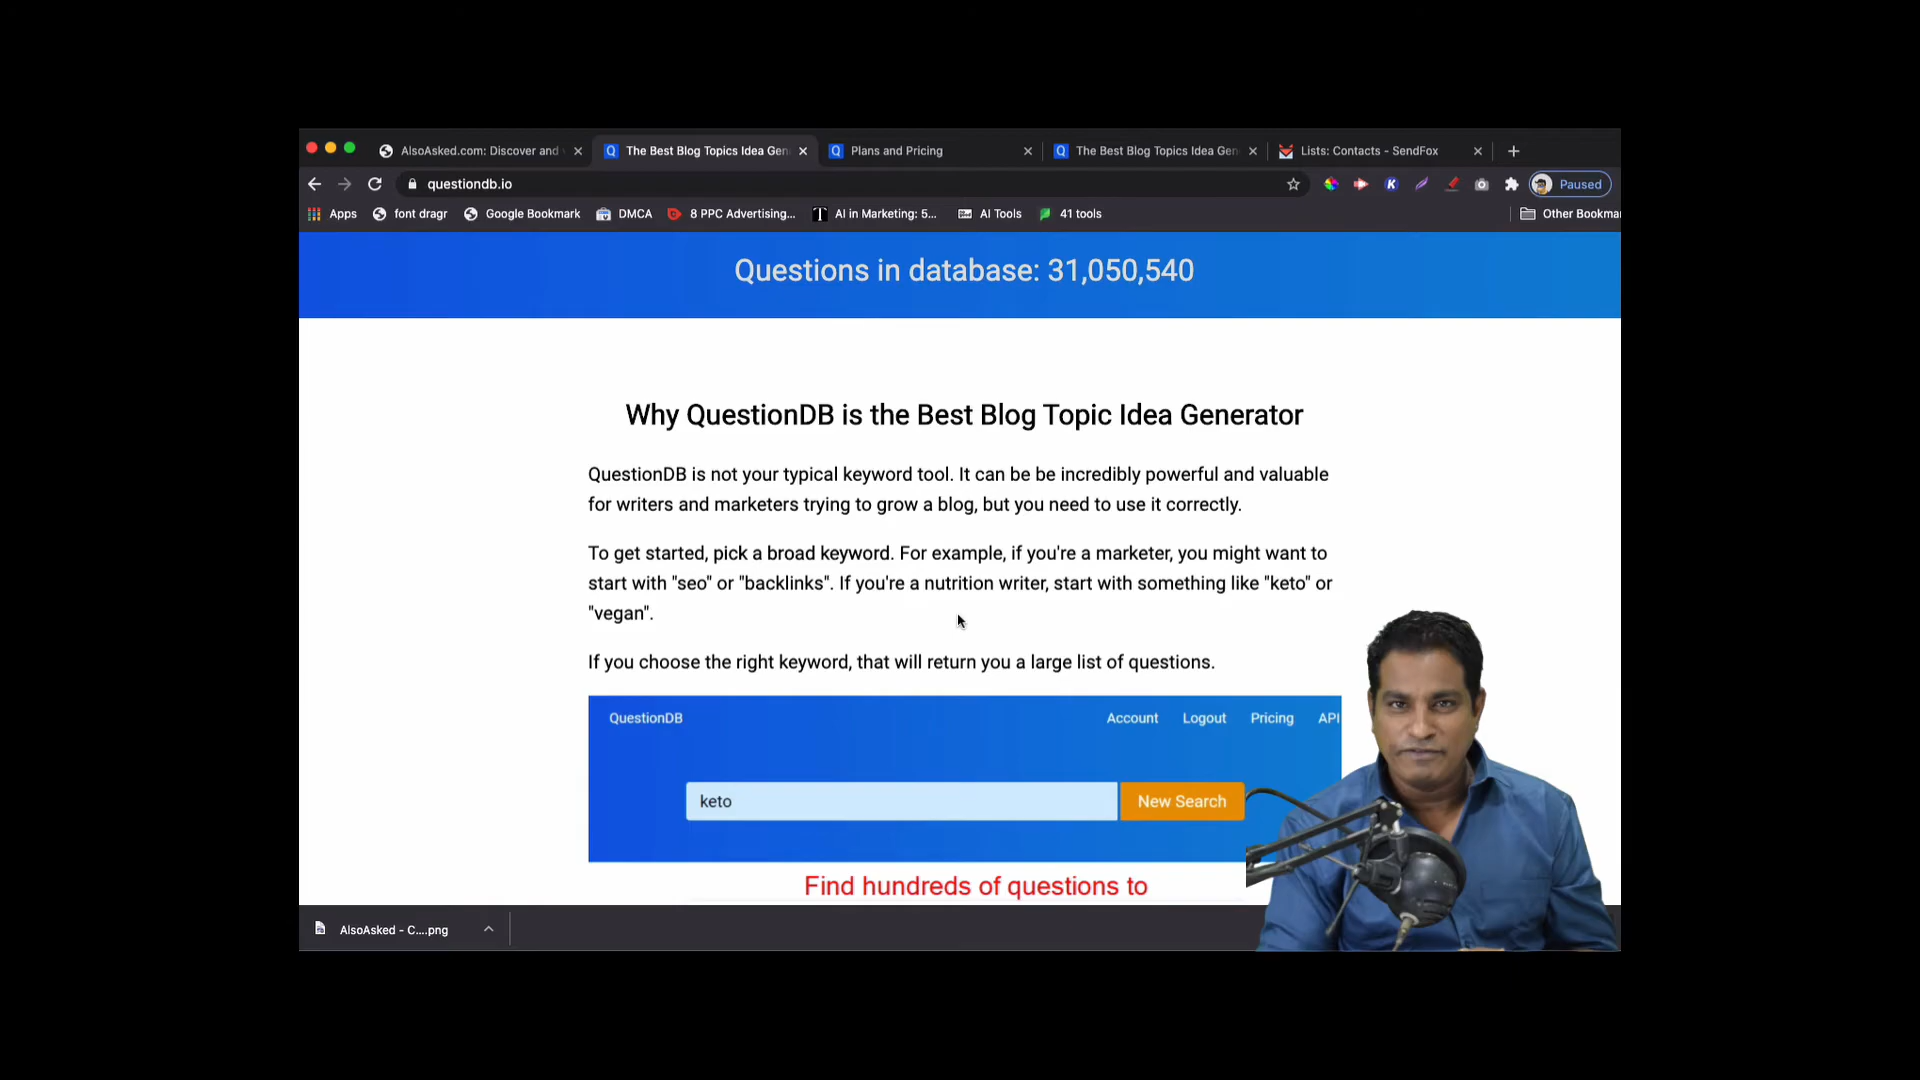 AlsoAsked.com: Discover and
The Best Blog Topics Idea Gen
Plans and Pricing
The Best Blog Topics Idea Gen
Lists: Contacts - SendFox
questiondb.io
Paused
Apps
font dragr
Google Bookmark
DMCA
8 PPC Advertising...
AI in Marketing: 5...
AI Tools
41 tools
Other Bookma
Questions in database: 31,050,540
Why QuestionDB is the Best Blog Topic Idea Generator
QuestionDB is not your typical keyword tool. It can be be incredibly powerful and valuable
for writers and marketers trying to grow a blog, but you need to use it correctly.
To get started, pick a broad keyword. For example, if you're a marketer, you might want to
start with "seo" or "backlinks". If you're a nutrition writer, start with something like "keto" or
"vegan".
If you choose the right keyword, that will return you a large list of questions.
QuestionDB
Account
Logout
Pricing
API
keto
New Search
Find hundreds of questions to
AlsoAsked - C....png